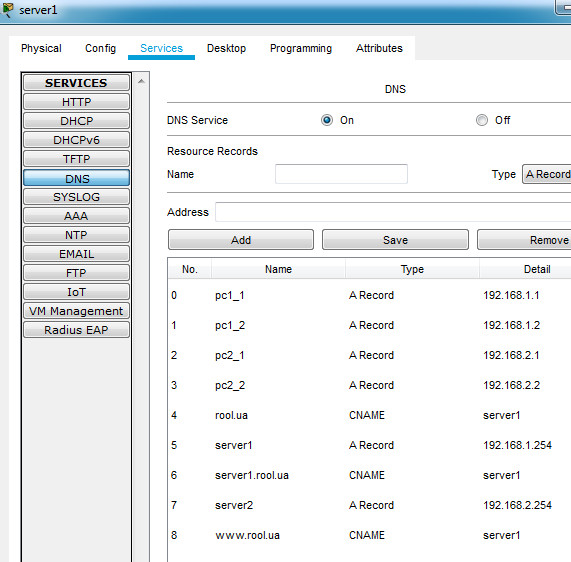 server1
Physical Config Services Desktop Programming Attributes
SERVICES
HTTP
DHCP
DHCPv6
TFTP
DNS
SYSLOG
AAA
NTP
EMAIL
FTP
IoT
VM Management
Radius EAP
DNS
DNS Service On Off
Resource Records
Name Type A Record
Address
Add Save Remove
No. Name Type Detail
0 pc1_1 A Record 192.168.1.1
1 pc1_2 A Record 192.168.1.2
2 pc2_1 A Record 192.168.2.1
3 pc2_2 A Record 192.168.2.2
4 rool.ua CNAME server1
5 server1 A Record 192.168.1.254
6 server1.rool.ua CNAME server1
7 server2 A Record 192.168.2.254
8 www.rool.ua CNAME server1